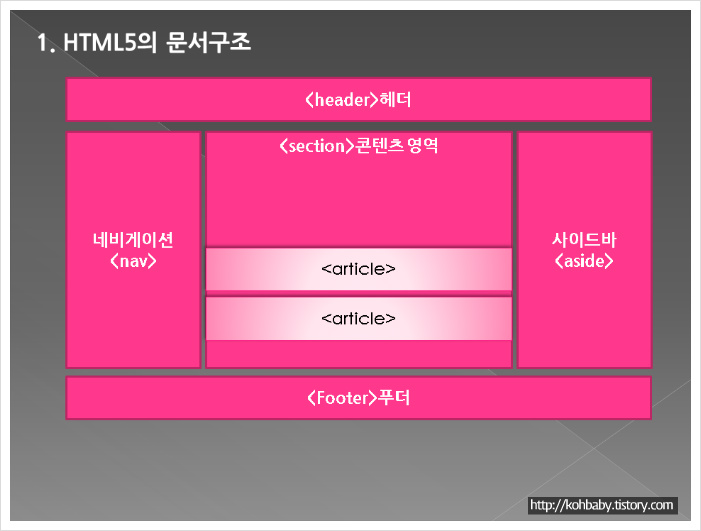 1. HTML5의 문서구조
<header>헤더
<section>콘텐츠 영역
네비게이션
<nav>
<article>
<article>
사이드바
<aside>
<Footer>푸더
http://kohbaby.tistory.com